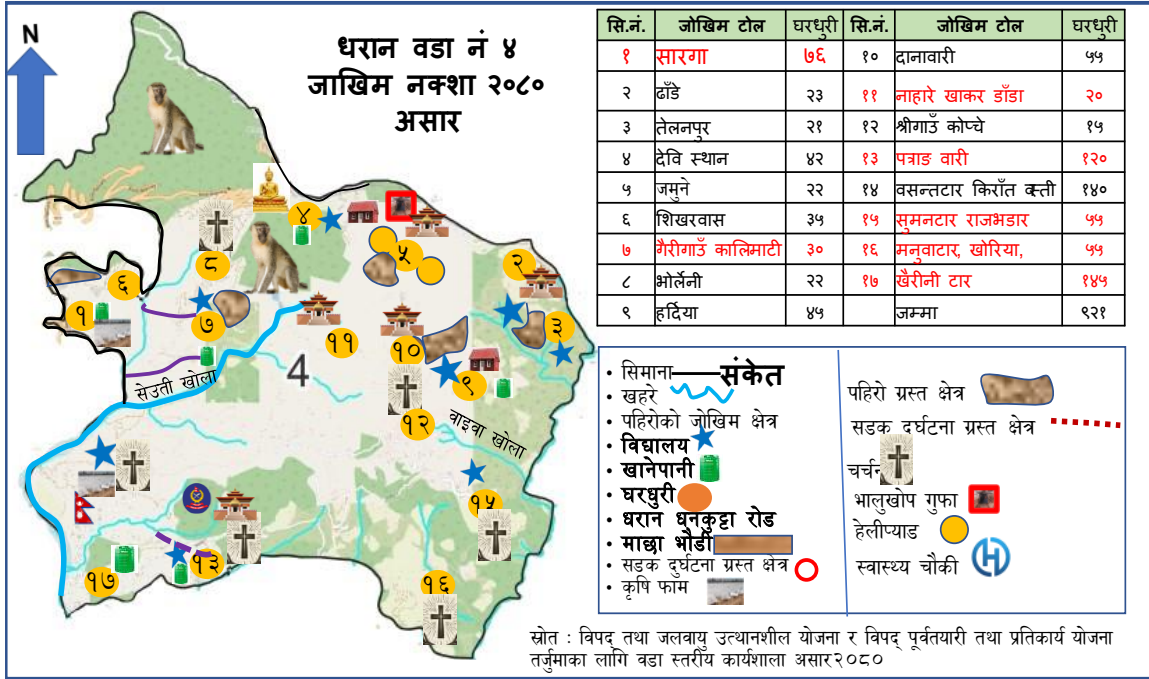 N
धरान वडा नं ४
जाखिम नक्शा २०८०
असार
सि.नं. जोखिम टोल घरधुरी सि.नं. जोखिम टोल घरधुरी
१ सारगा ७६ १० दानावारी ५५
२ ढाँडे २३ ११ नाहारे खाकर डाँडा २०
३ तेलनपुर २१ १२ श्रीगाउँ कोप्चे १५
४ देवि स्थान ४२ १३ पत्राङ वारी १२०
५ जमुने २२ १४ वसन्तटार किराँत वस्ती १४०
६ शिखरवास ३५ १५ सुमनटार राजभडार ५५
७ गैरीगाउँ कालिमाटी ३० १६ मनुवाटार, खोरिया, ५५
८ भोर्लेनी २२ १७ खैरीनी टार १४५
९ हर्दिया ४५ जम्मा ९२१
४
५
२
८
६
१
७
३
११
१०
९
4
सेउती खोला
१२
वाइवा खोला
१५
१३
१७
१६
• सिमाना संकेत
• खहरे
• पहिरोको जोखिम क्षेत्र
• विद्यालय
• खानेपानी
• घरधुरी
• धरान धनकुट्टा रोड
• माछा भौडी
• सडक दुर्घटना ग्रस्त क्षेत्र
• कृषि फाम
पहिरो ग्रस्त क्षेत्र
सडक दर्घटना ग्रस्त क्षेत्र
चर्चन
भालुखोप गुफा
हेलीप्याड
स्वास्थ्य चौकी H
स्रोत : विपद् तथा जलवायु उत्थानशील योजना र विपद् पूर्वतयारी तथा प्रतिकार्य योजना
तर्जुमाका लागि वडा स्तरीय कार्यशाला असार२०८०